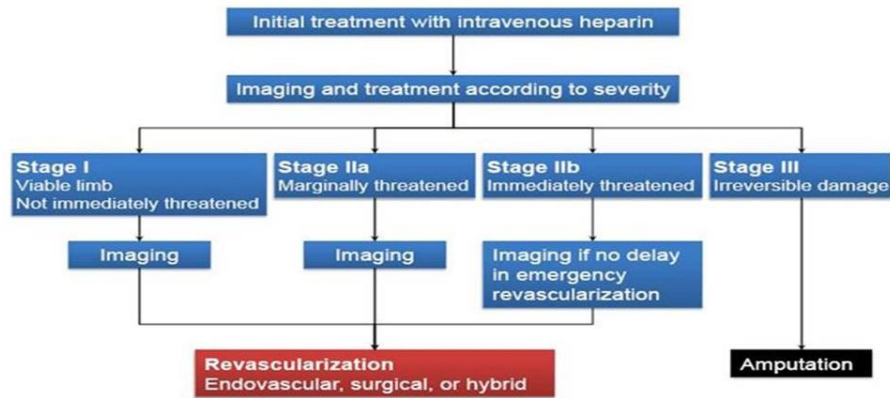 Initial treatment with intravenous heparin
Imaging and treatment according to severity
Stage I
Viable limb
Not immediately threatened
Stage IIa
Marginally threatened
Stage IIb
Immediately threatened
Stage III
Irreversible damage
Imaging
Imaging
Imaging if no delay
in emergency
revascularization
Revascularization
Endovascular, surgical, or hybrid
Amputation